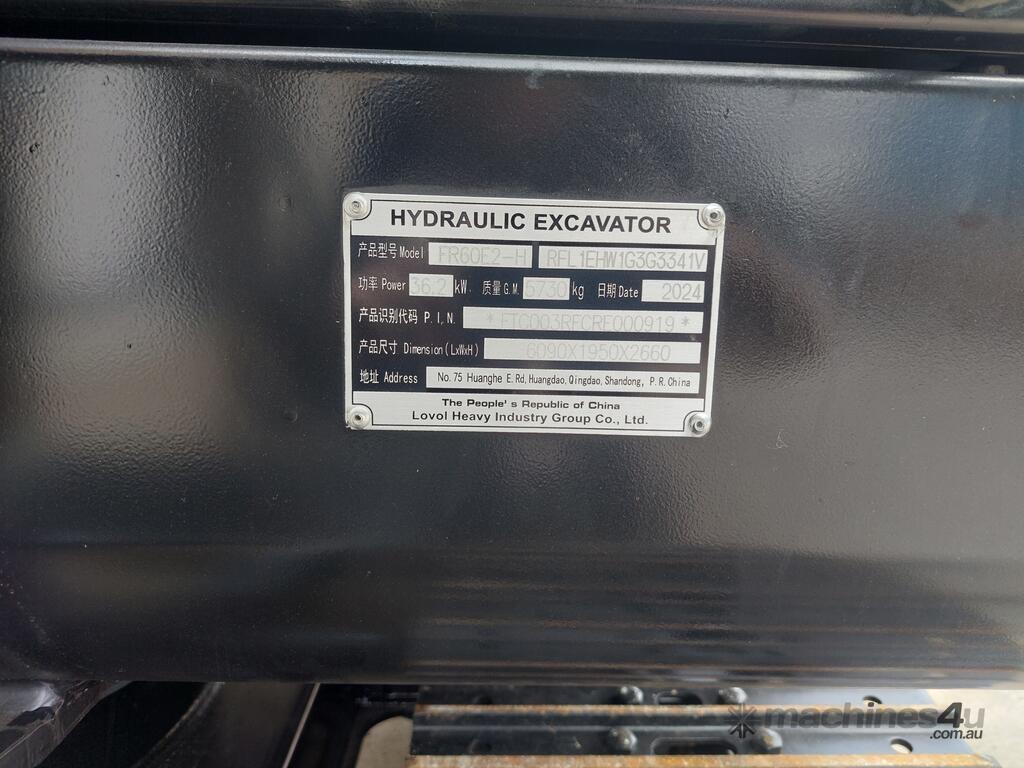 HYDRAULIC EXCAVATOR
产品型号 Model FR60E2-H RFL1EHW1G3G3341V
功率 Power 36.2 kW. 质量 G.M. 5730 kg 日期 Date 2024
产品识别代码 P.I.N. *FTC003RECRE000919*
产品尺寸 Dimension(LxWxH) 6090X1950X2660
地址 Address No.75 Huanghe E.Rd,Huangdao,Qingdao,Shandong, P.R.China
The People's Republic of China
Lovol Heavy Industry Group Co., Ltd.
machines4u
.com.au